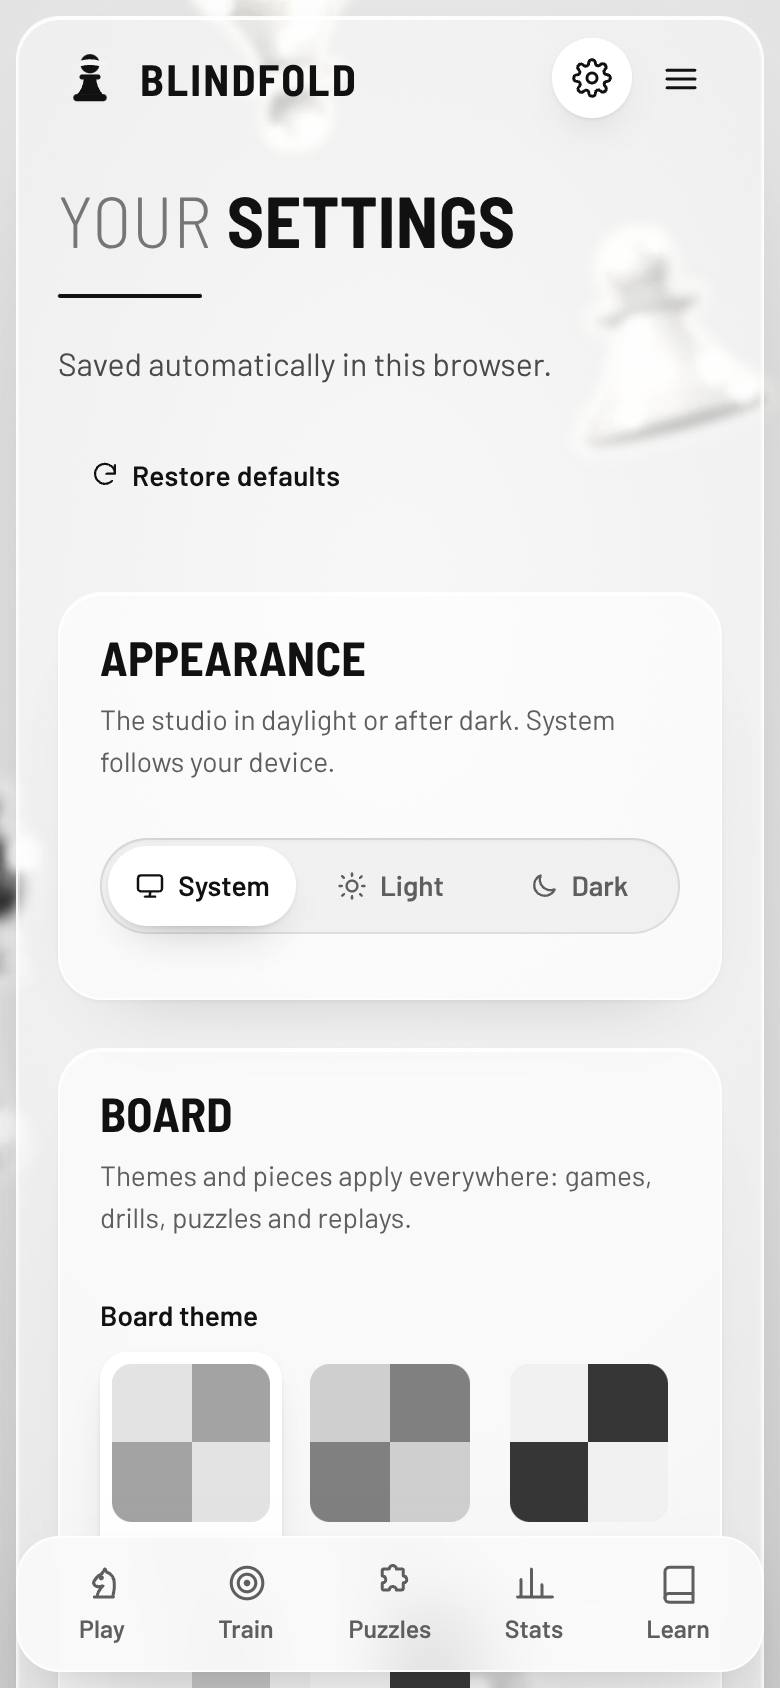 BLINDFOLD
YOUR SETTINGS
Saved automatically in this browser.
Restore defaults
APPEARANCE
The studio in daylight or after dark. System
follows your device.
System Light Dark
BOARD
Themes and pieces apply everywhere: games,
drills, puzzles and replays.
Board theme
Play Train Puzzles Stats Learn